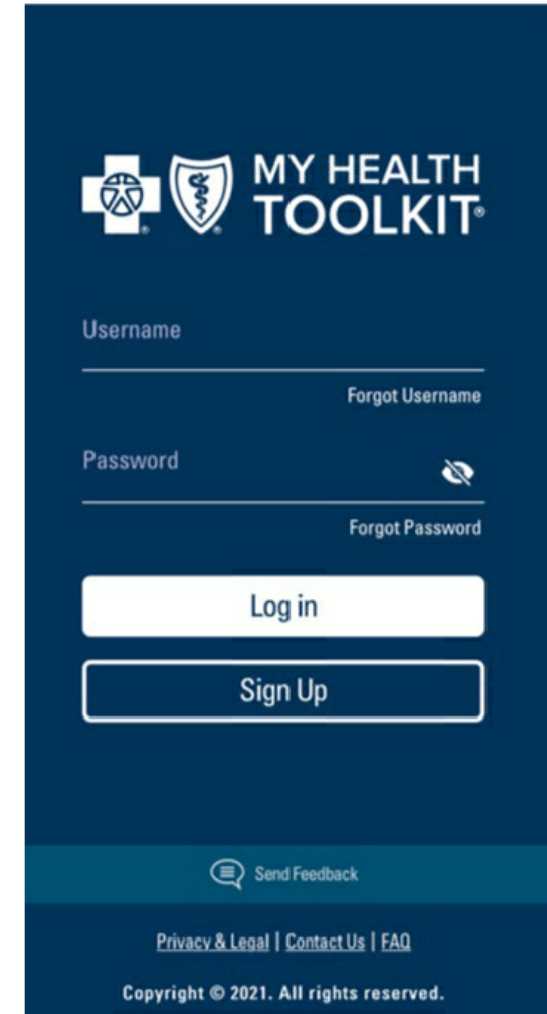 MY HEALTH
TOOLKIT®
Username
Forgot Username
Password
Forgot Password
Log in
Sign Up
Send Feedback
Privacy & Legal | Contact Us | FAQ
Copyright © 2021. All rights reserved.